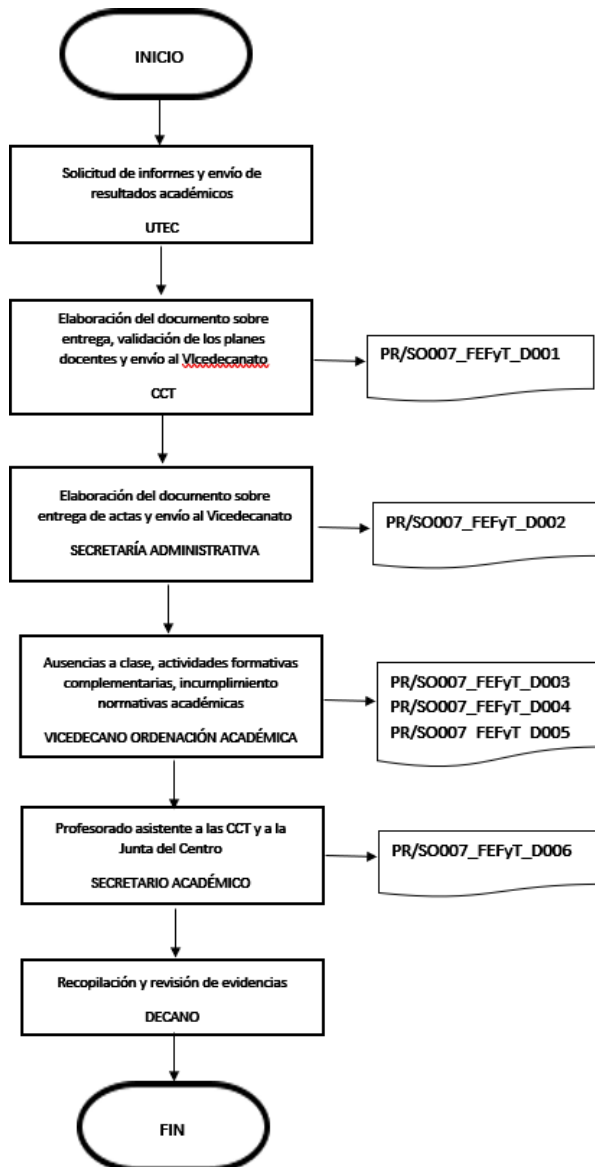 INICIO
Solicitud de informes y envío de
resultados académicos
UTEC
Elaboración del documento sobre
entrega, validación de los planes
docentes y envío al VIcedecanato
CCT
PR/SO007_FEFyT_D001
Elaboración del documento sobre
entrega de actas y envío al Vicedecanato
SECRETARÍA ADMINISTRATIVA
PR/SO007_FEFyT_D002
Ausencias a clase, actividades formativas
complementarias, incumplimiento
normativas académicas
VICEDECANO ORDENACIÓN ACADÉMICA
PR/SO007_FEFyT_D003
PR/SO007_FEFyT_D004
PR/SO007_FEFyT_D005
Profesorado asistente a las CCT y a la
Junta del Centro
SECRETARIO ACADÉMICO
PR/SO007_FEFyT_D006
Recopilación y revisión de evidencias
DECANO
FIN